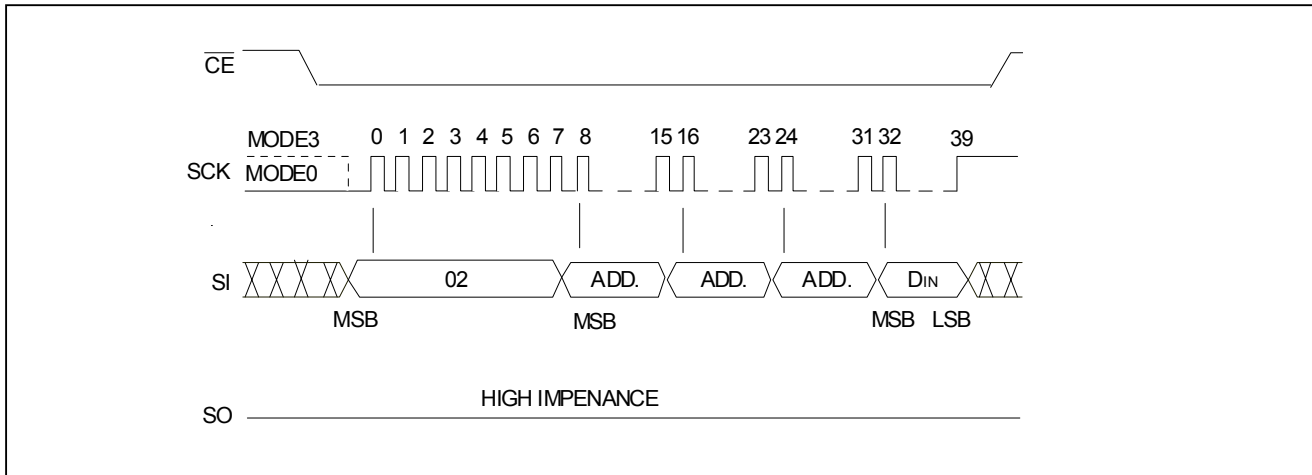 CE
MODE3 0 1 2 3 4 5 6 7 8 15 16 23 24 31 32 39
SCK MODE0
SI 02 ADD. ADD. ADD. DIN
MSB MSB MSB LSB
HIGH IMPENANCE
SO